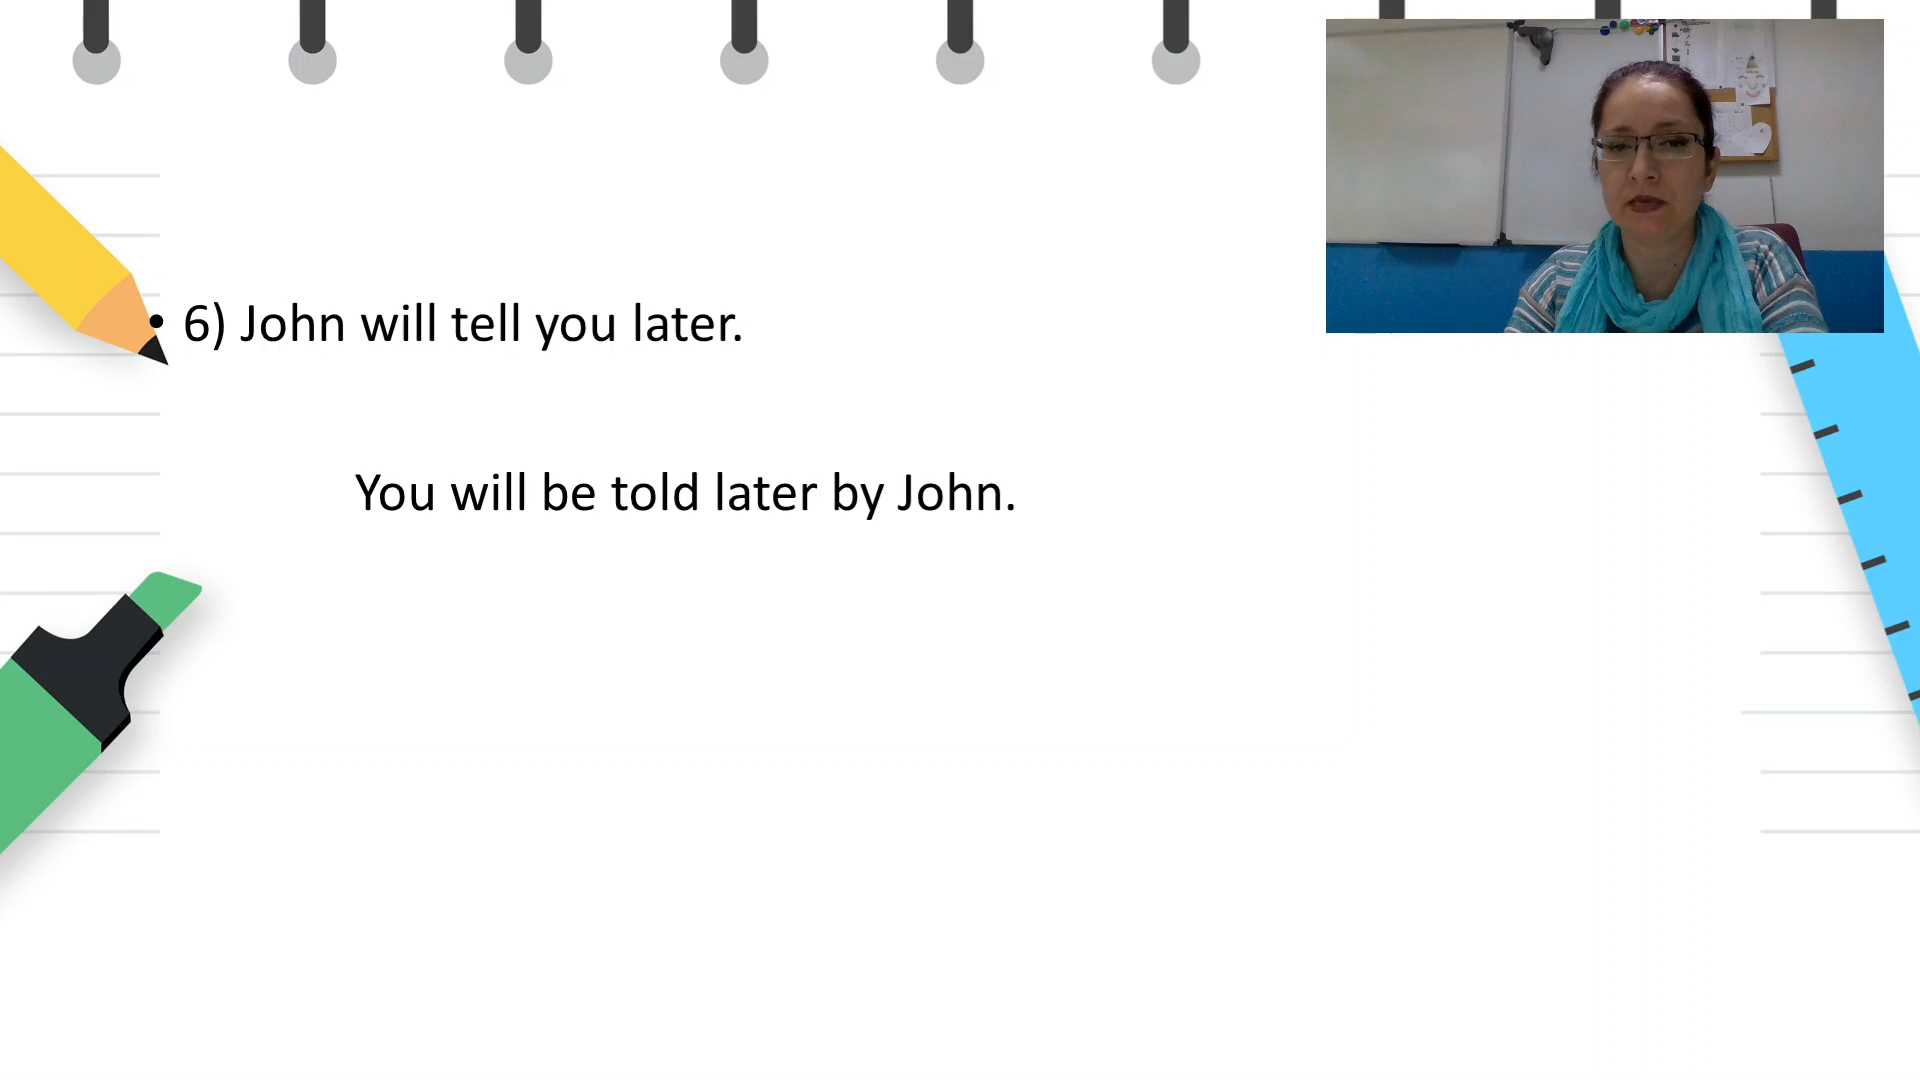 • 6) John will tell you later.
You will be told later by John.